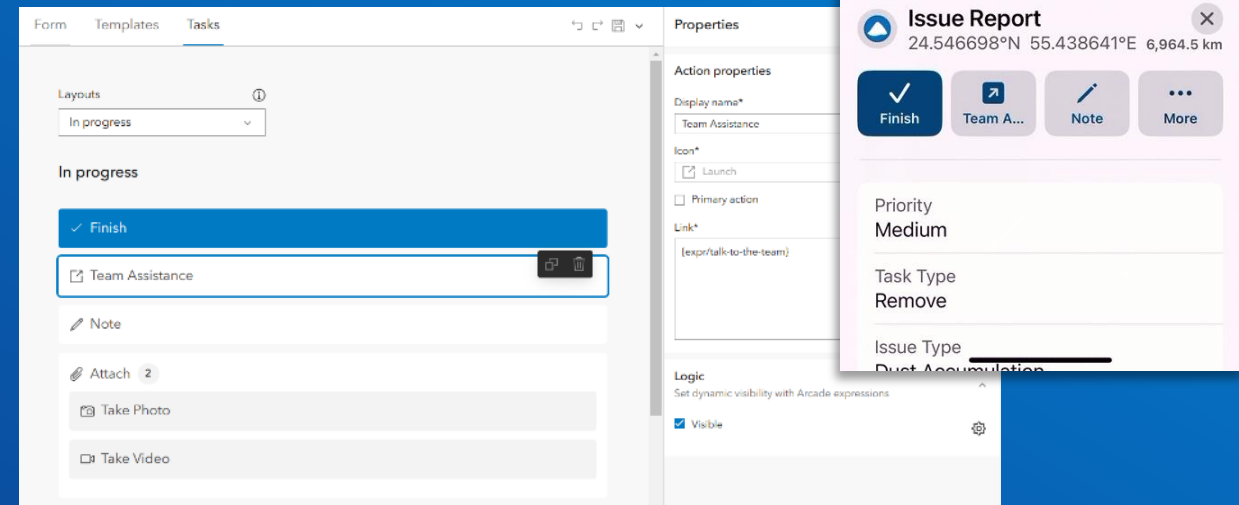 Form Templates Tasks
Layouts
In progress
In progress
Finish
Team Assistance
Note
Attach 2
Take Photo
Take Video
Properties
Action properties
Display name*
Team Assistance
Icon*
Launch
Primary action
Link*
{expr/talk-to-the-team}
Logic
Set dynamic visibility with Arcade expressions
Visible
Issue Report
24.546698°N 55.438641°E 6,964.5 km
Finish Team A... Note More
Priority
Medium
Task Type
Remove
Issue Type
Dust Accumulation